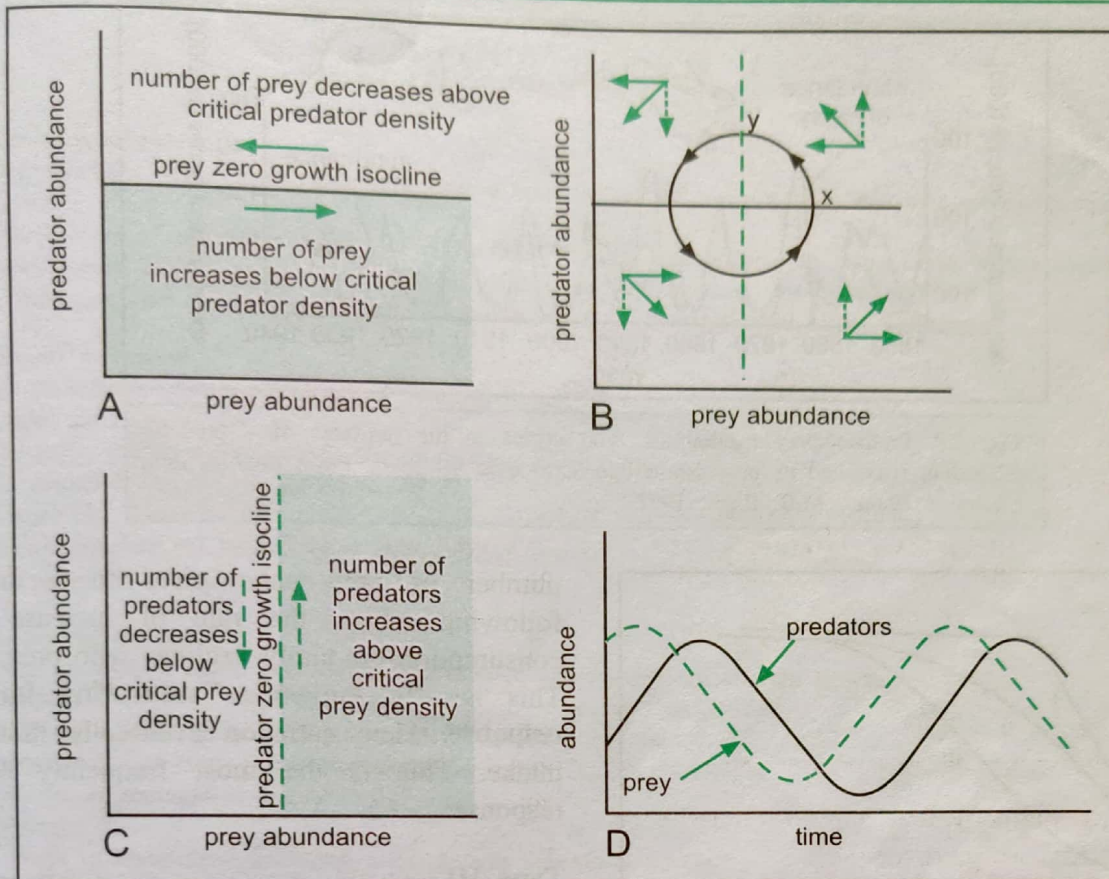 predator abundance
number of prey decreases above
critical predator density
prey zero growth isocline
number of prey
increases below critical
predator density
A
prey abundance
predator abundance
y
x
B
prey abundance
predator abundance
number of
predators
decreases
below
critical prey
density
predator zero growth isocline
number of
predators
increases
above
critical
prey density
C
prey abundance
abundance
predators
prey
D
time